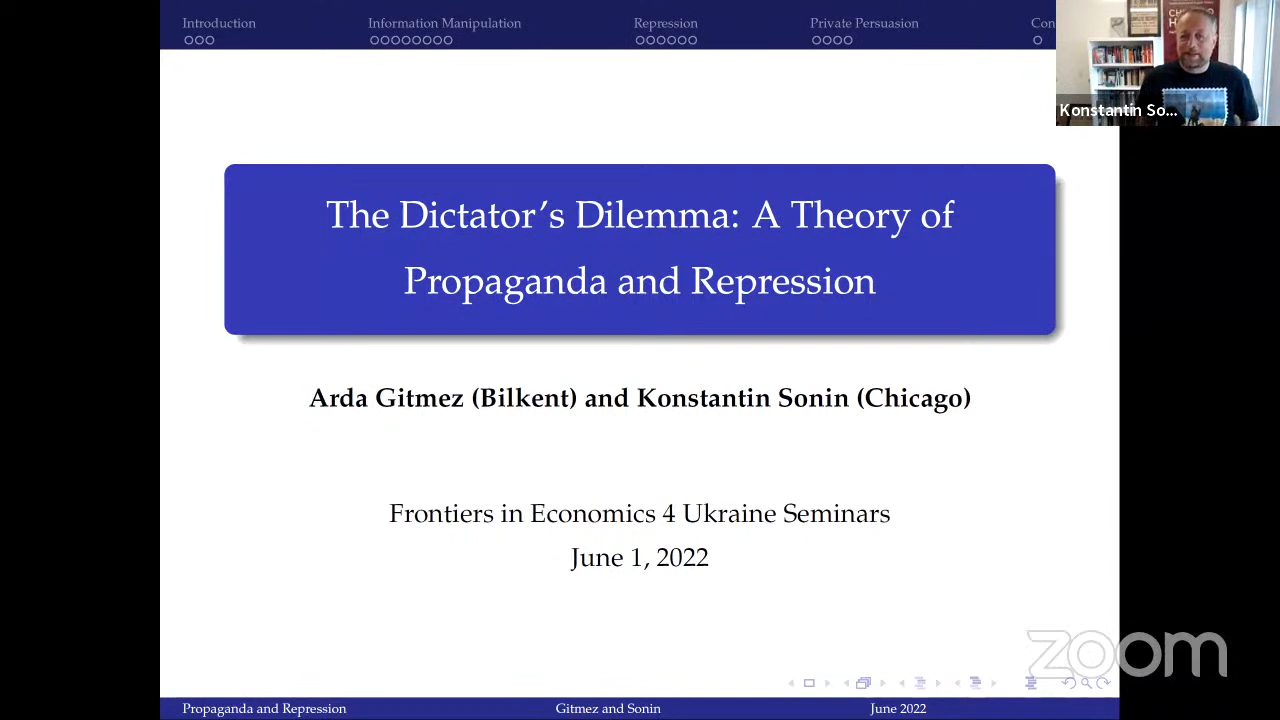 Introduction
Information Manipulation
Repression
Private Persuasion
Con
Konstantin So...
The Dictator's Dilemma: A Theory of
Propaganda and Repression
Arda Gitmez (Bilkent) and Konstantin Sonin (Chicago)
Frontiers in Economics 4 Ukraine Seminars
June 1, 2022
zoom
Propaganda and Repression
Gitmez and Sonin
June 2022